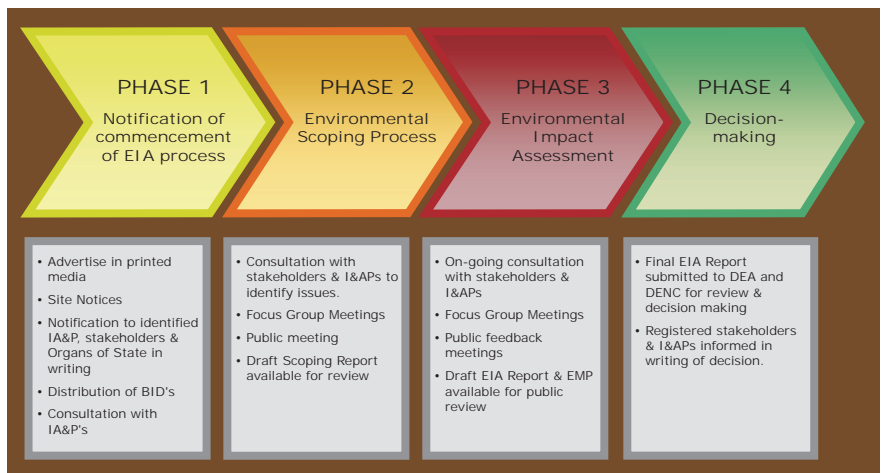 PHASE 1
Notification of
commencement
of EIA process
PHASE 2
Environmental
Scoping Process
PHASE 3
Environmental
Impact
Assessment
PHASE 4
Decision-
making
• Advertise in printed
media
• Site Notices
• Notification to identified
IA&P, stakeholders &
Organs of State in
writing
• Distribution of BID's
• Consultation with
IA&P's
• Consultation with
stakeholders & I&APs to
identify issues.
• Focus Group Meetings
• Public meeting
• Draft Scoping Report
available for review
• On-going consultation
with stakeholders &
I&APs
• Focus Group Meetings
• Public feedback
meetings
• Draft EIA Report & EMP
available for public
review
• Final EIA Report
submitted to DEA and
DENC for review &
decision making
• Registered stakeholders
& I&APs informed in
writing of decision.